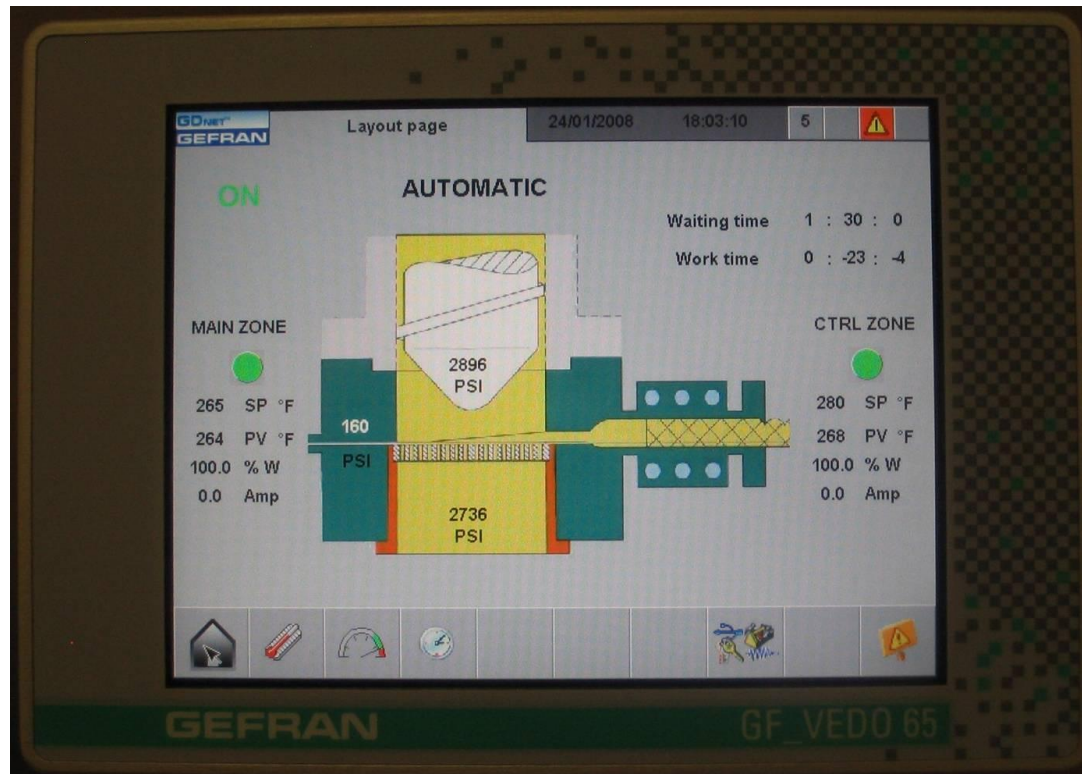 GDNET
GEFRAN
Layout page
24/01/2008 18:03:10 5
ON
AUTOMATIC
Waiting time 1 : 30 : 0
Work time 0 : -23 : -4
MAIN ZONE
265 SP °F
264 PV °F
100.0 % W
0.0 Amp
2896
PSI
160
PSI
2736
PSI
CTRL ZONE
280 SP °F
268 PV °F
100.0 % W
0.0 Amp
GEFRAN
GF_VEDO 65